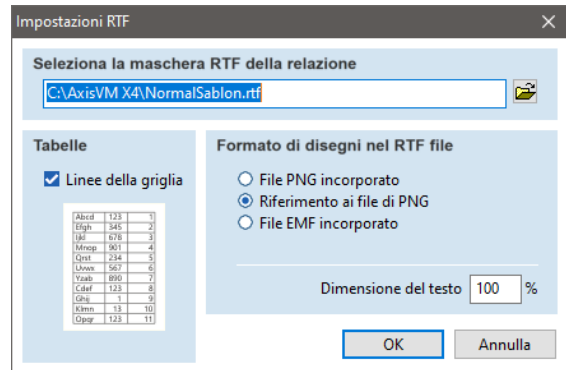 Impostazioni RTF
Seleziona la maschera RTF della relazione
C:\AxisVM X4\NormalSablon.rtf
Tabelle
Linee della griglia
Abcd 123 1
Efgh 345 2
Ijkl 678 3
Mnop 901 4
Qrst 234 5
Uvwx 567 6
Yzab 890 7
Cdef 123 8
Ghij 1 9
Klmn 13 10
Opqr 123 11
Formato di disegni nel RTF file
File PNG incorporato
Riferimento ai file di PNG
File EMF incorporato
Dimensione del testo 100 %
OK Annulla